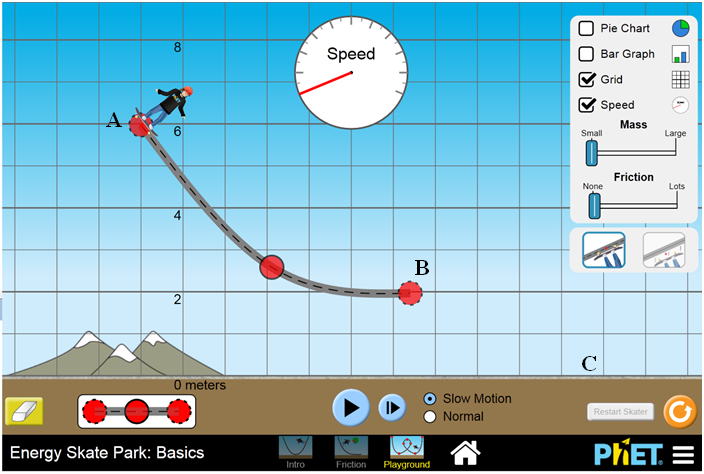 8
Speed
Pie Chart
Bar Graph
Grid
Speed
Mass
Small
Large
Friction
None
Lots
A
6
4
B
2
C
0 meters
Slow Motion
Normal
Restart Skater
Energy Skate Park: Basics
Intro
Friction
Playground
PhET